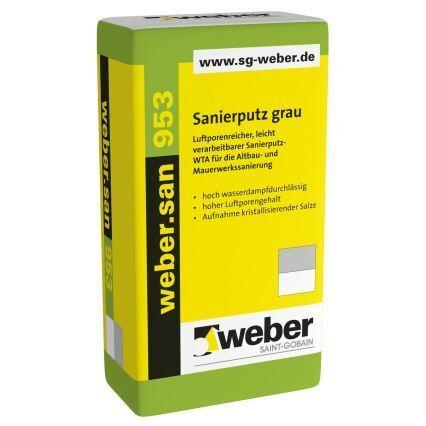 www.sg-weber.de
weber.san 953
Sanierputz grau
Luftporenreicher, leicht
verarbeitbarer Sanierputz-
WTA für die Altbau- und
Mauerwerkssanierung
• hoch wasserdampfdurchlässig
• hoher Luftporengehalt
• Aufnahme kristallisierender Salze
weber
SAINT-GOBAIN
weber.san 953